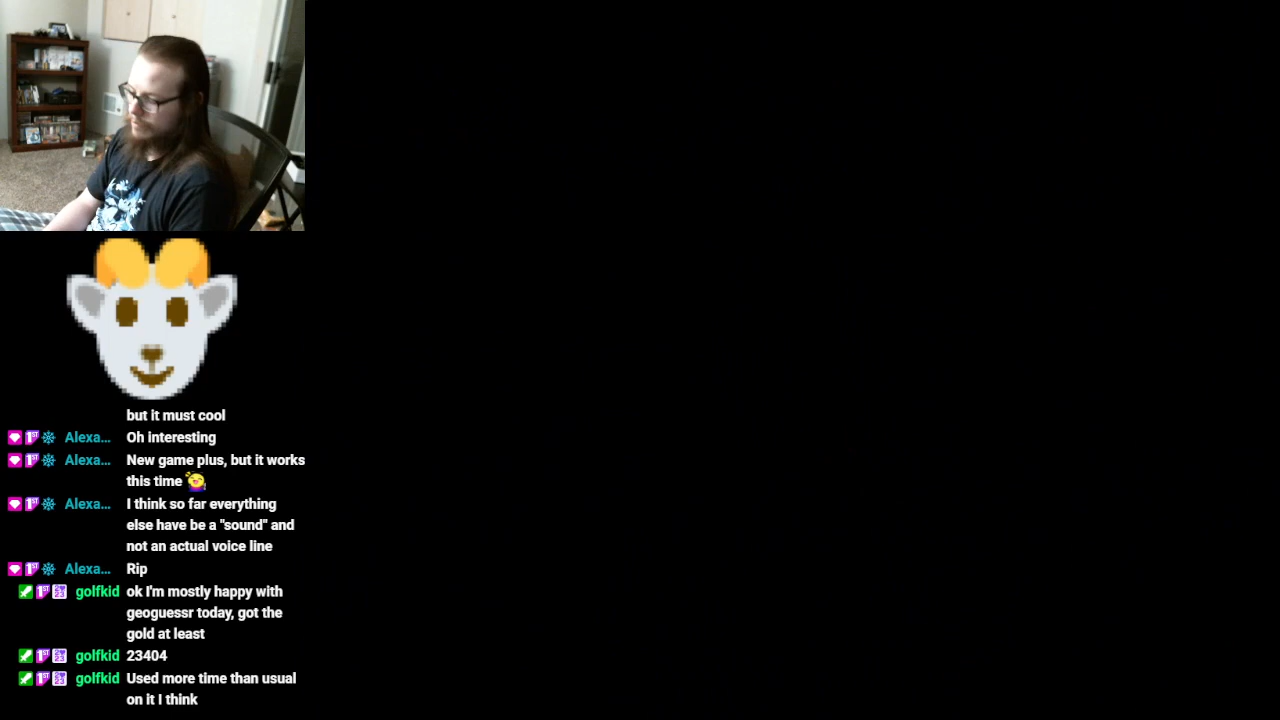 but it must cool
Alexa... Oh interesting
Alexa... New game plus, but it works
this time
Alexa... I think so far everything
else have be a "sound" and
not an actual voice line
Alexa... Rip
golfkid ok I'm mostly happy with
geoguessr today, got the
gold at least
golfkid 23404
golfkid Used more time than usual
on it I think